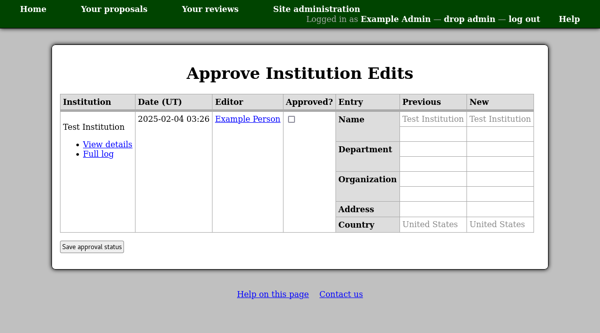 Home Your proposals Your reviews Site administration
Logged in as Example Admin — drop admin — log out Help
Approve Institution Edits
Institution Date (UT) Editor Approved? Entry Previous New
Test Institution
View details
Full log
2025-02-04 03:26
Example Person
Name Test Institution Test Institution
Department
Organization
Address
Country United States United States
Save approval status
Help on this page Contact us